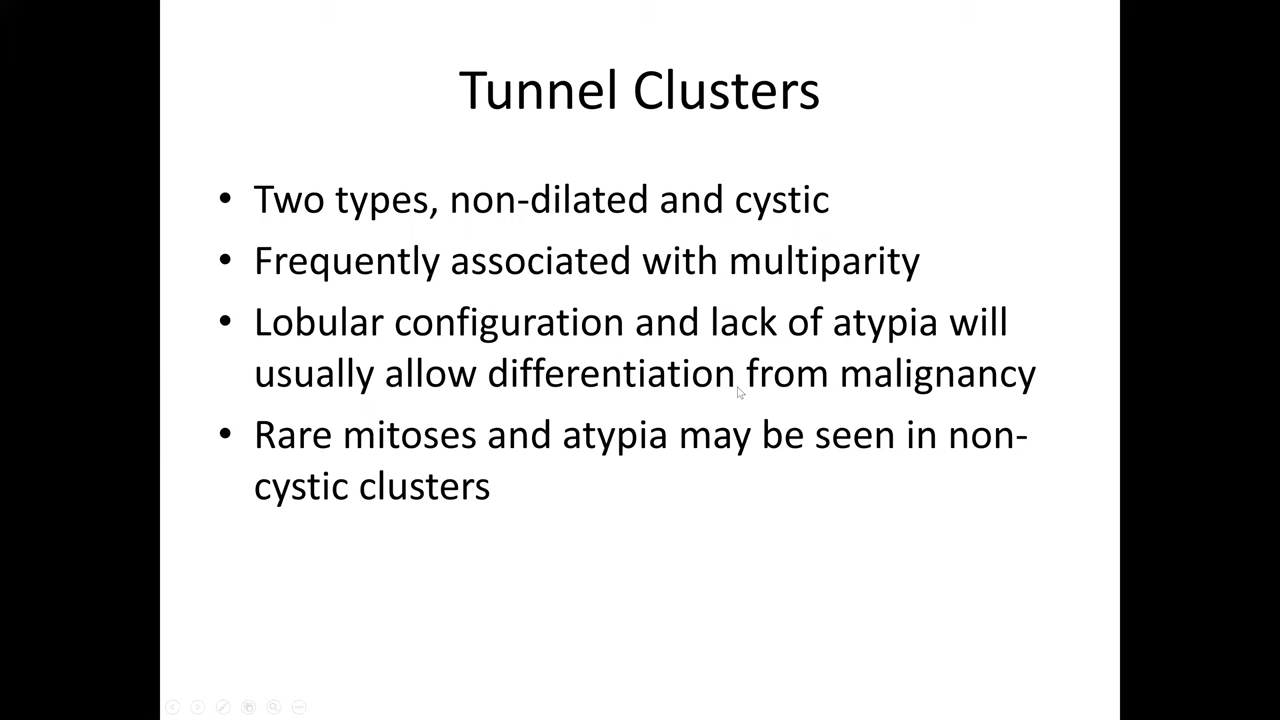 Tunnel Clusters
• Two types, non-dilated and cystic
• Frequently associated with multiparity
• Lobular configuration and lack of atypia will
usually allow differentiation from malignancy
• Rare mitoses and atypia may be seen in non-
cystic clusters